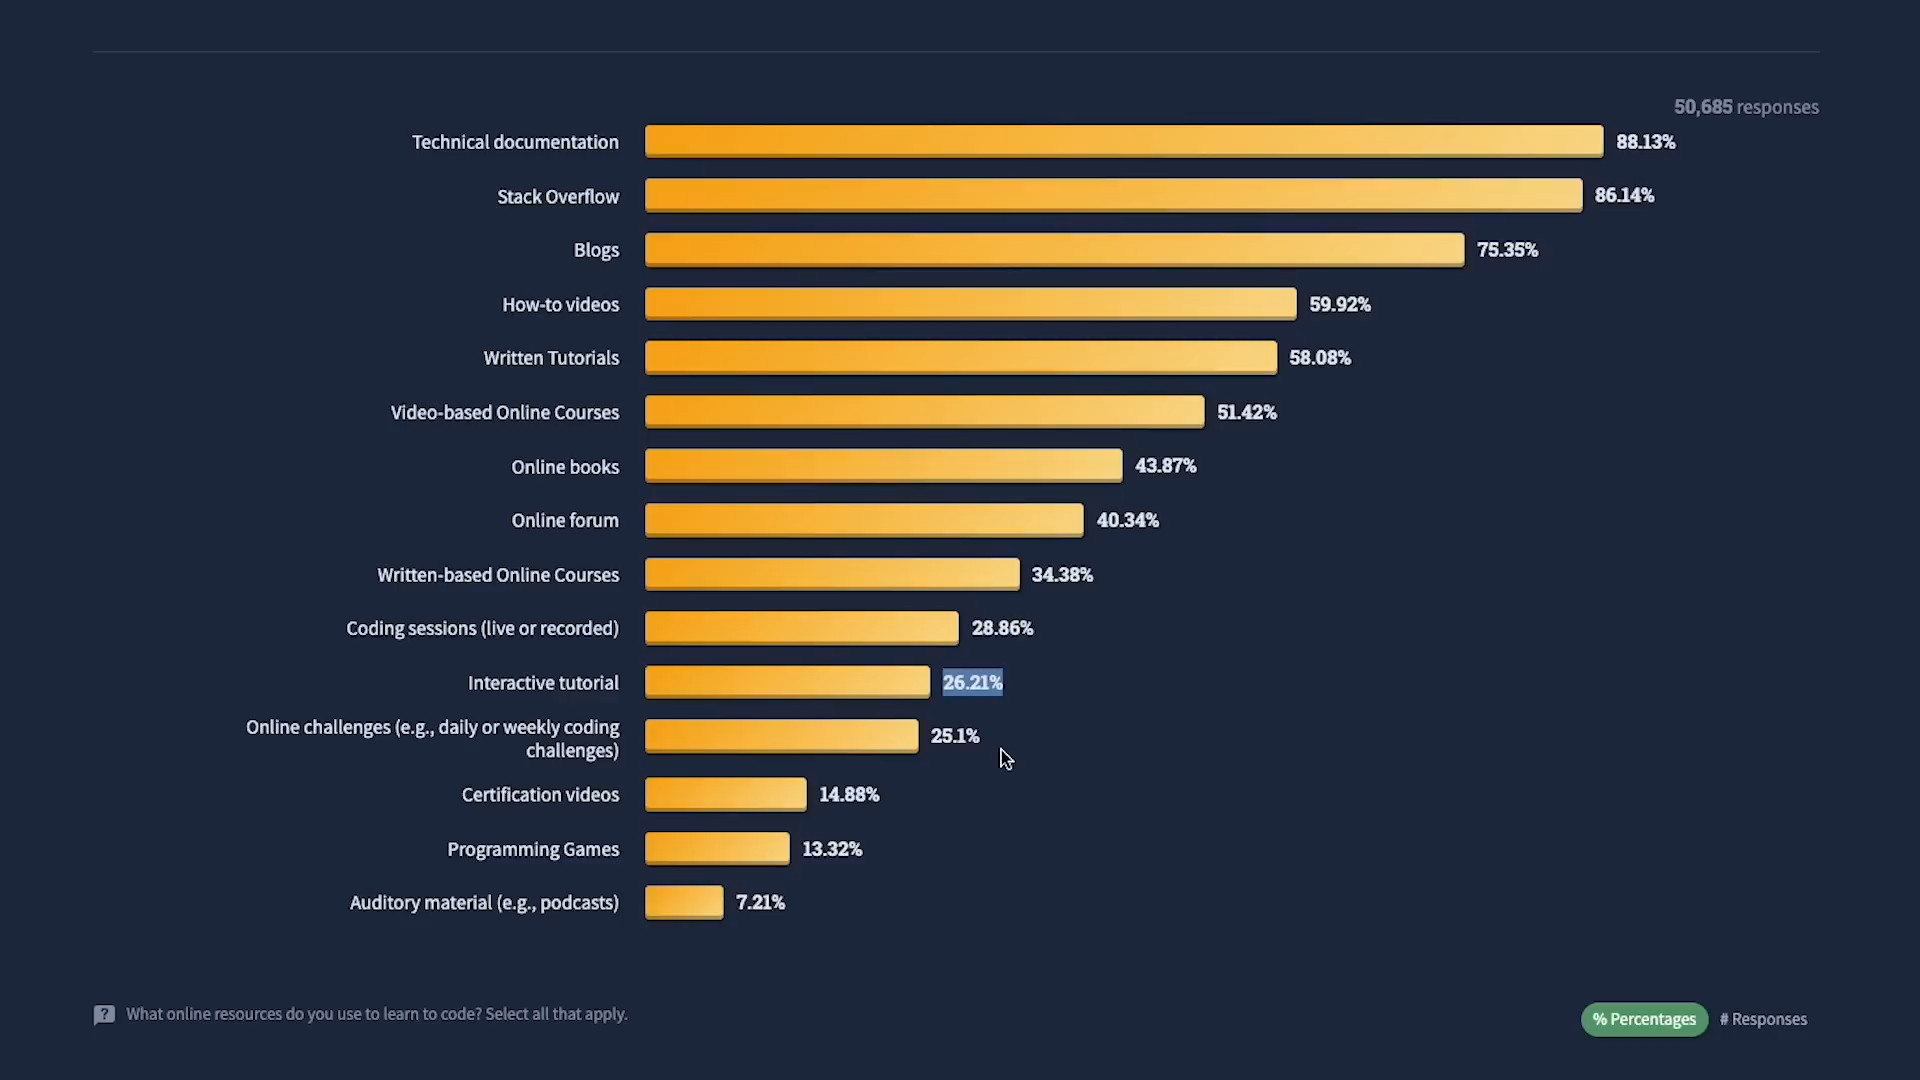 50,685 responses
Technical documentation 88.13%
Stack Overflow 86.14%
Blogs 75.35%
How-to videos 59.92%
Written Tutorials 58.08%
Video-based Online Courses 51.42%
Online books 43.87%
Online forum 40.34%
Written-based Online Courses 34.38%
Coding sessions (live or recorded) 28.86%
Interactive tutorial 26.21%
Online challenges (e.g., daily or weekly coding
challenges) 25.1%
Certification videos 14.88%
Programming Games 13.32%
Auditory material (e.g., podcasts) 7.21%
? What online resources do you use to learn to code? Select all that apply.
% Percentages # Responses